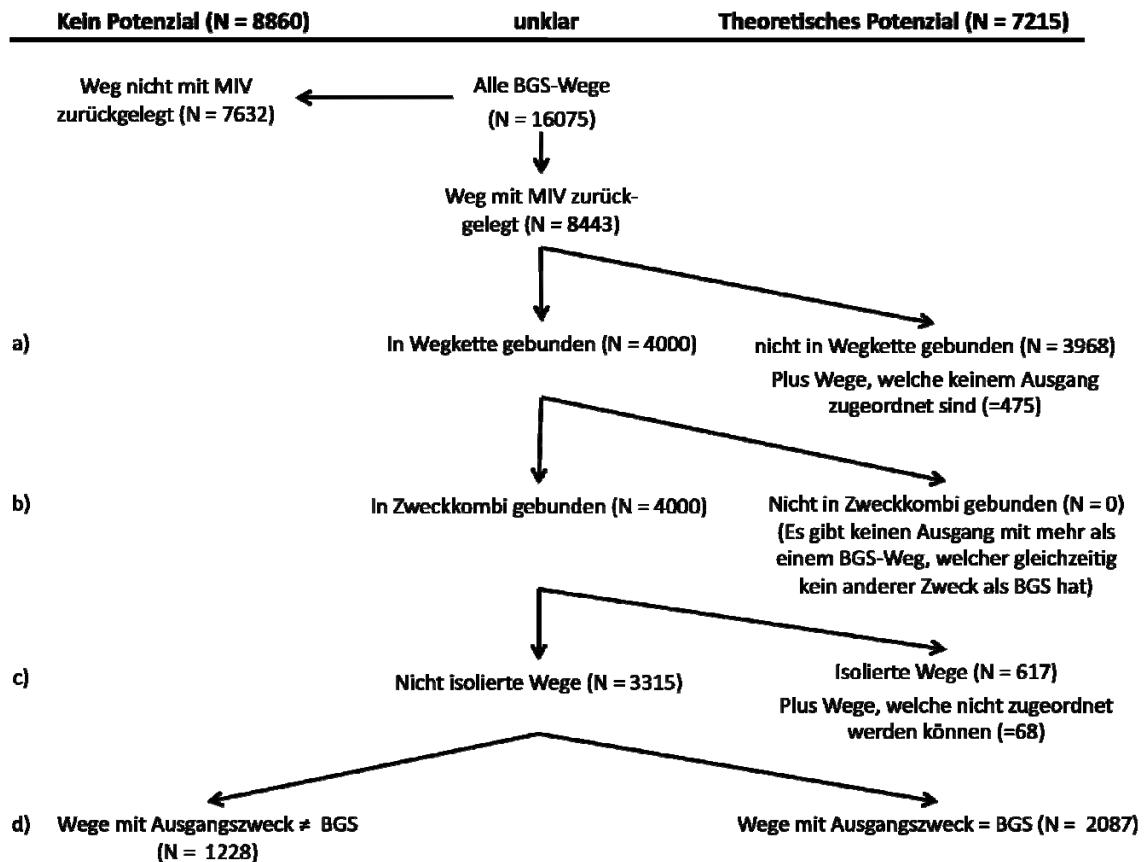 Kein Potenzial (N = 8860) unklar Theoretisches Potenzial (N = 7215)
Weg nicht mit MIV
zurückgelegt (N = 7632)
Alle BGS-Wege
(N = 16075)
Weg mit MIV zurück-
gelegt (N = 8443)
a)
In Wegkette gebunden (N = 4000)
nicht in Wegkette gebunden (N = 3968)
Plus Wege, welche keinem Ausgang
zugeordnet sind (=475)
b)
In Zweckkombi gebunden (N = 4000)
Nicht in Zweckkombi gebunden (N = 0)
(Es gibt keinen Ausgang mit mehr als
einem BGS-Weg, welcher gleichzeitig
kein anderer Zweck als BGS hat)
c)
Nicht isolierte Wege (N = 3315)
Isolierte Wege (N = 617)
Plus Wege, welche nicht zugeordnet
werden können (=68)
d)
Wege mit Ausgangszweck ≠ BGS
(N = 1228)
Wege mit Ausgangszweck = BGS (N = 2087)